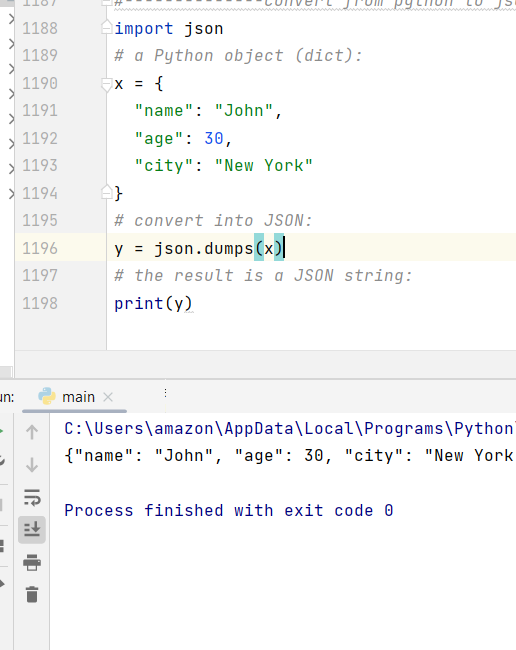 1187 #--------------convert from python to js
1188 import json
1189 # a Python object (dict):
1190 x = {
1191 "name": "John",
1192 "age": 30,
1193 "city": "New York"
1194 }
1195 # convert into JSON:
1196 y = json.dumps(x)
1197 # the result is a JSON string:
1198 print(y)
un: main
C:\Users\amazon\AppData\Local\Programs\Python\
{"name": "John", "age": 30, "city": "New York
Process finished with exit code 0